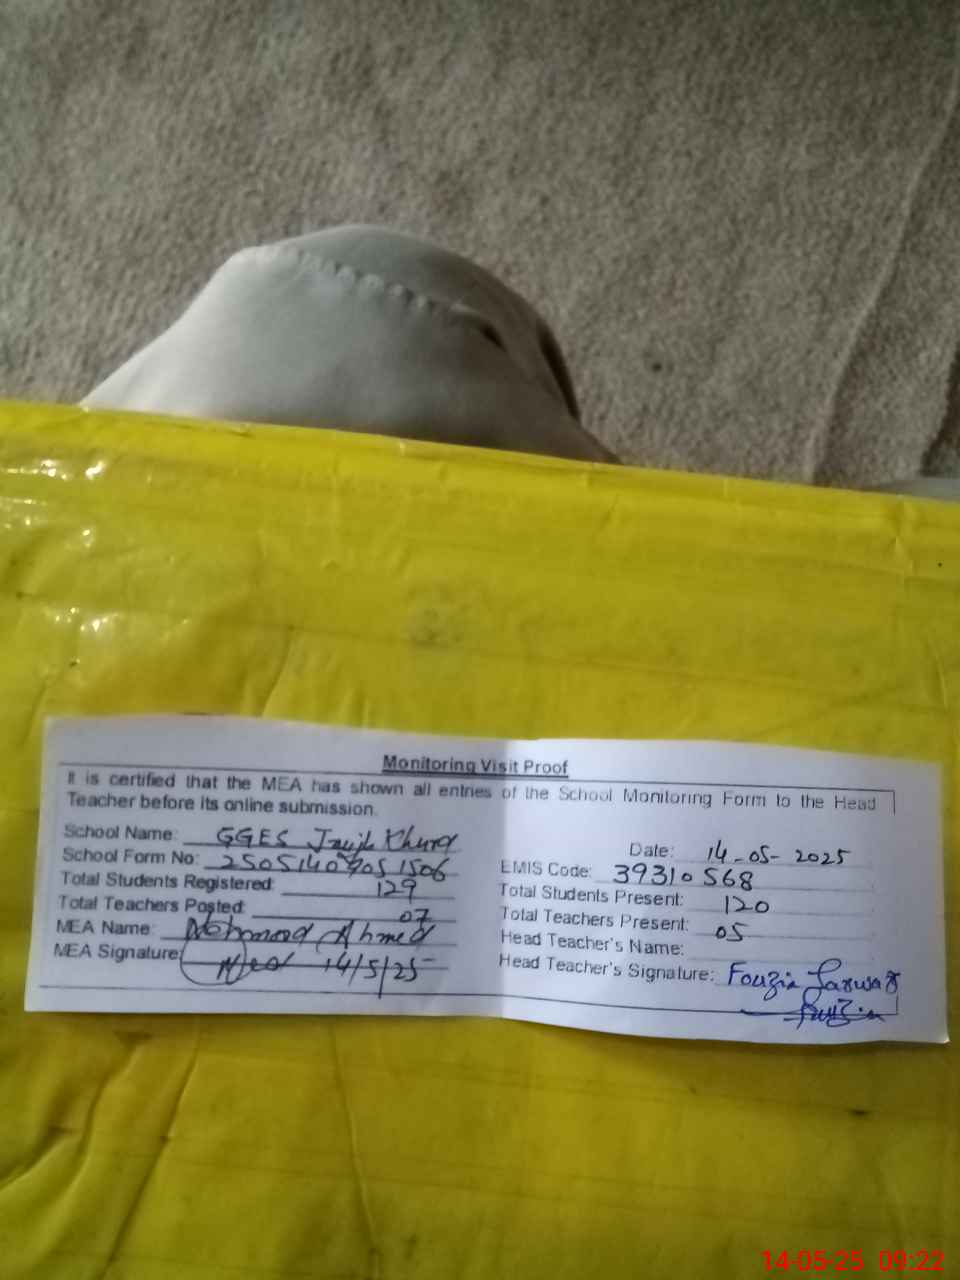 Monitoring Visit Proof
It is certified that the MEA has shown all entries of the School Monitoring Form to the Head
Teacher before its online submission.
School Name: GGES Khurd
Date: 14-05-2025
School Form No:
EMIS Code: 39310568
Total Students Registered: 129
Total Students Present: 120
Total Teachers Posted: 07
Total Teachers Present: 05
MEA Name: Ahmed
Head Teacher's Name:
MEA Signature: 14/5/25
Head Teacher's Signature: Fouzia Sarwar
Fouzia
14-05-25 09:22